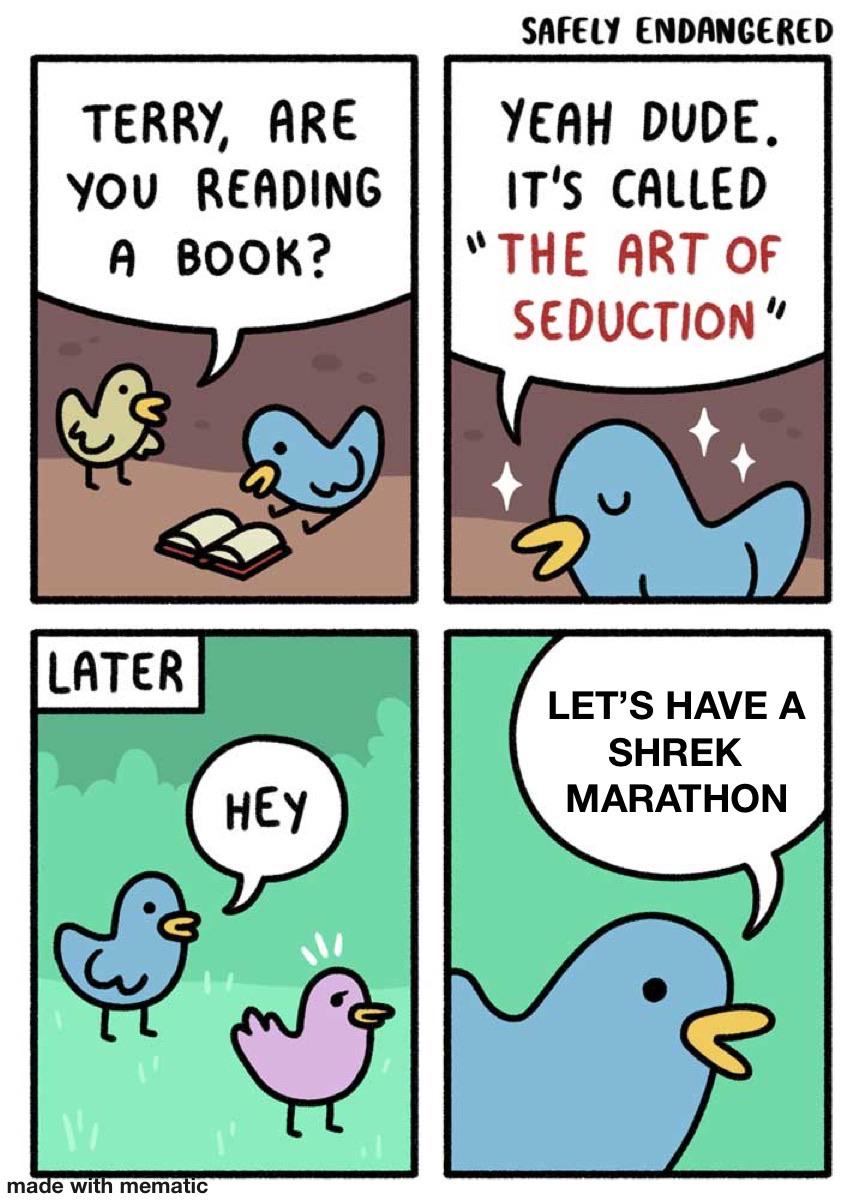 SAFELY ENDANGERED
TERRY, ARE
YOU READING
A BOOK?
YEAH DUDE.
IT'S CALLED
"THE ART OF
SEDUCTION"
LATER
HEY
LET'S HAVE A
SHREK
MARATHON
made with mematic